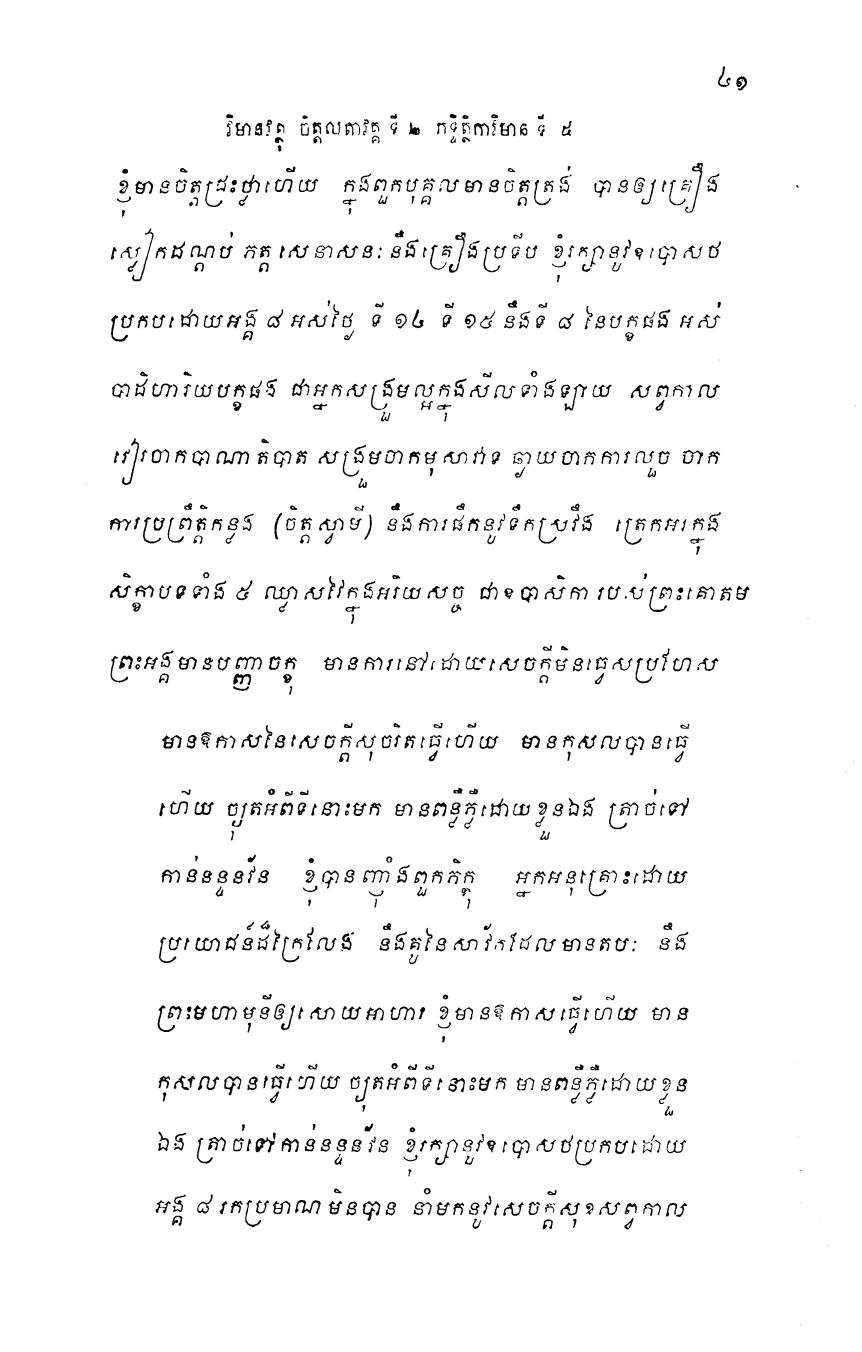 ៤១
វិមានវត្ថុ ចិត្តលតាវគ្គ ទី ២ ភទ្ទិត្ថិការិមាន ទី ៥
ខ្ញុំមានចិត្តជ្រះថ្លាហើយ ក្នុងពួកបុគ្គលមានចិត្តត្រង់ បានឲ្យគ្រឿង
ស្លៀកដណ្តប់ ភត្ត សេនាសនៈ នឹងគ្រឿងប្រទីប ខ្ញុំរក្សានូវឧបោសថ
ប្រកបដោយអង្គ ៨ អស់ថ្ងៃ ទី ១៤ ទី ១៥ នឹងទី ៨ នៃបក្ខផង អស់
បាដិហារិយបក្ខផង ជាអ្នកសង្រួមល្អក្នុងសីលទាំងឡាយ សព្វកាល
វៀរចាកបាណាតិបាត សង្រួមចាកមុសាវាទ ឆ្ងាយចាកការលួច ចាក
ការប្រព្រឹត្តិកន្លង (ចិត្តស្វាមី) នឹងការផឹកនូវទឹកស្រវឹង ត្រេកអរក្នុង
សិក្ខាបទទាំង ៥ ឈ្លាសវៃក្នុងអរិយសច្ច ជាឧបាសិកា របស់ព្រះគោតម
ព្រះអង្គមានបញ្ញាចក្ខុ មានការនៅដោយសេចក្តីមិនធ្វេសប្រហែស
មានឱកាសនៃសេចក្តីសុចរិតធ្វើហើយ មានកុសលបានធ្វើ
ហើយ ច្យុតអំពីទីនោះមក មានពន្លឺភ្លឺដោយខ្លួនឯង ត្រាច់ទៅ
កាន់នន្ទនវ័ន ខ្ញុំបានញ៉ាំងពួកភិក្ខុ អ្នកអនុគ្រោះដោយ
ប្រយោជន៍ដ៏ក្រៃលែង នឹងគូនៃសាវ័កដែលមានតបៈ នឹង
ព្រះមហាមុនីឲ្យសោយអាហារ ខ្ញុំមានឱកាសធ្វើហើយ មាន
កុសលបានធ្វើហើយ ច្យុតអំពីទីនោះមក មានពន្លឺភ្លឺដោយខ្លួន
ឯង ត្រាច់ទៅកាន់នន្ទនវ័ន ខ្ញុំរក្សានូវឧបោសថប្រកបដោយ
អង្គ ៨ រកប្រមាណមិនបាន នាំមកនូវសេចក្តីសុខសព្វកាល